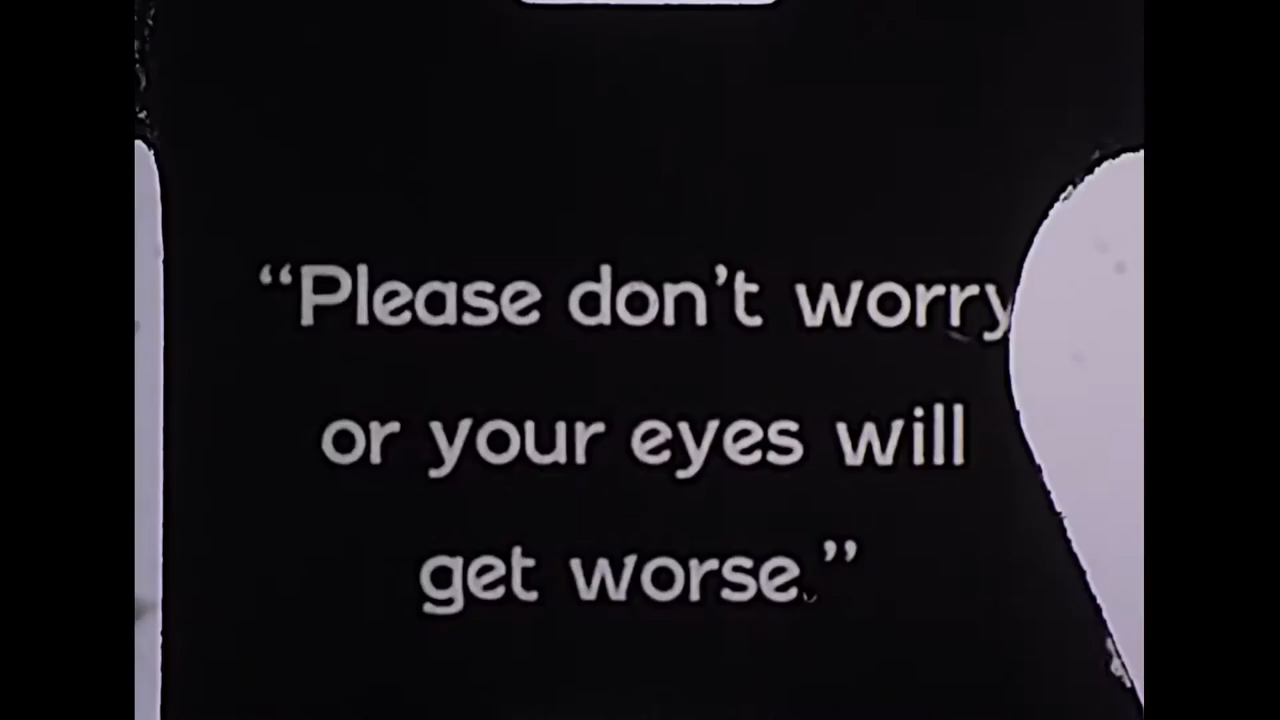 “Please don’t worry
or your eyes will
get worse.”